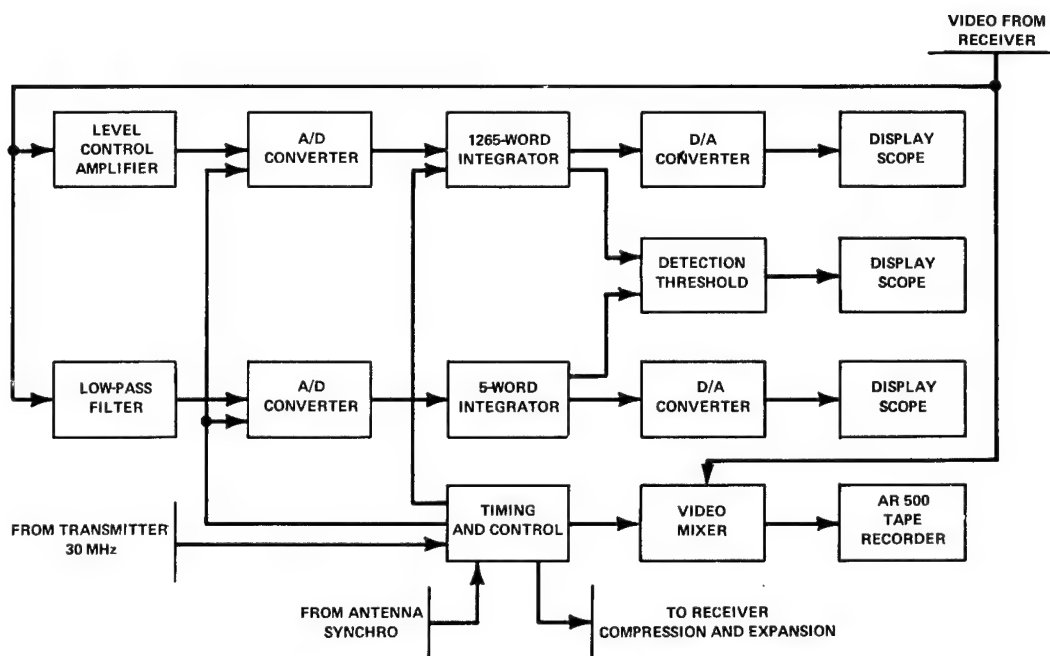 VIDEO FROM
RECEIVER
LEVEL
CONTROL
AMPLIFIER
A/D
CONVERTER
1265-WORD
INTEGRATOR
D/A
CONVERTER
DISPLAY
SCOPE
DETECTION
THRESHOLD
DISPLAY
SCOPE
LOW-PASS
FILTER
A/D
CONVERTER
5-WORD
INTEGRATOR
D/A
CONVERTER
DISPLAY
SCOPE
FROM TRANSMITTER
30 MHz
TIMING
AND CONTROL
VIDEO
MIXER
AR 500
TAPE
RECORDER
FROM ANTENNA
SYNCHRO
TO RECEIVER
COMPRESSION AND EXPANSION